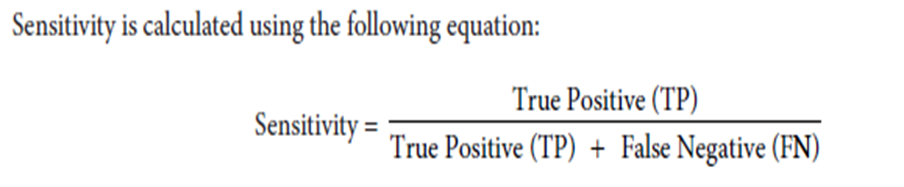 Sensitivity is calculated using the following equation:
True Positive (TP)
Sensitivity =
True Positive (TP) + False Negative (FN)